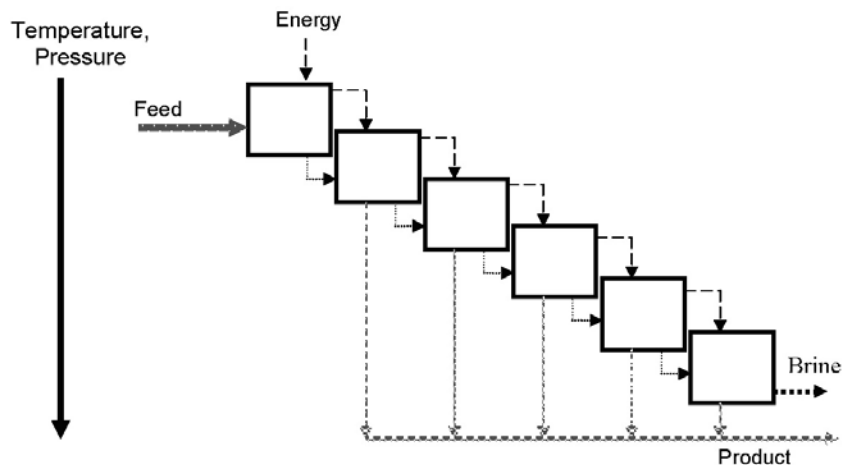 Temperature,
Pressure
Energy
Feed
Brine
Product